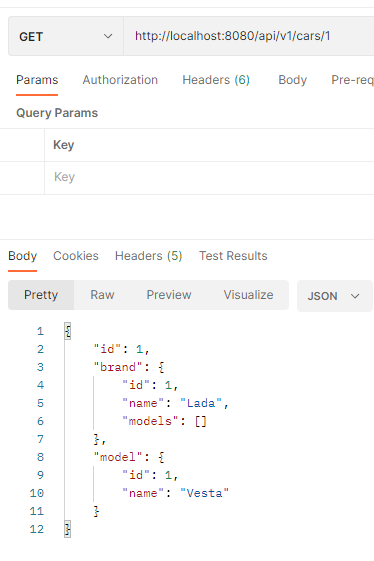 GET http://localhost:8080/api/v1/cars/1
Params Authorization Headers (6) Body Pre-req
Query Params
Key
Key
Body Cookies Headers (5) Test Results
Pretty Raw Preview Visualize JSON
1 {
2 "id": 1,
3 "brand": {
4 "id": 1,
5 "name": "Lada",
6 "models": []
7 },
8 "model": {
9 "id": 1,
10 "name": "Vesta"
11 }
12 }